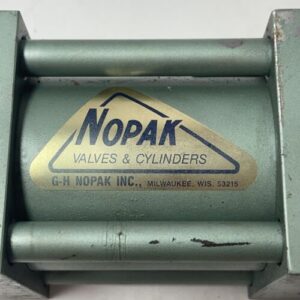 NOPAK
VALVES & CYLINDERS
G-H NOPAK INC., MILWAUKEE, WIS. 53215